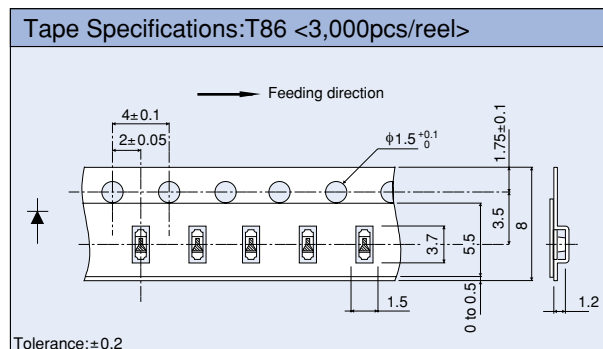 Tape Specifications:T86 <3,000pcs/reel>
Feeding direction
4±0.1
2±0.05
φ1.5 +0.1 0
1.75±0.1
3.5
8
5.5
3.7
0 to 0.5
1.5
1.2
Tolerance:±0.2